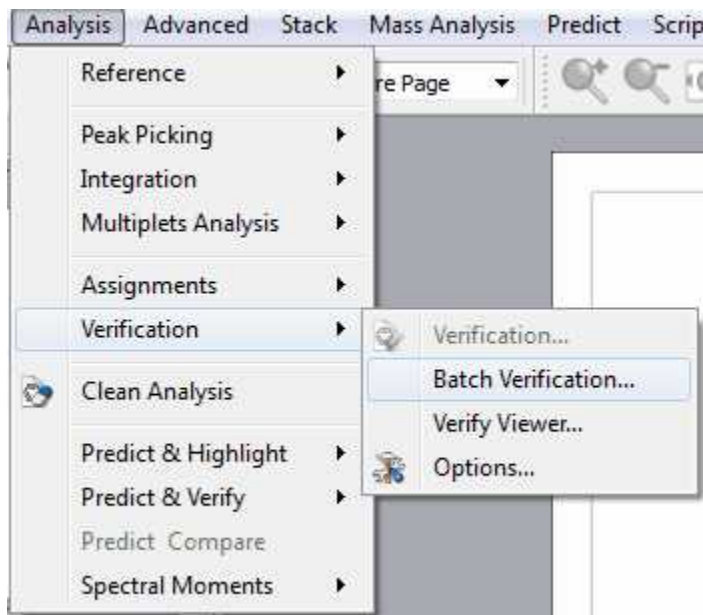 Analysis Advanced Stack Mass Analysis Predict Scrip
Reference
re Page
Peak Picking
Integration
Multiplets Analysis
Assignments
Verification
Verification...
Clean Analysis
Batch Verification...
Verify Viewer...
Predict & Highlight
Options...
Predict & Verify
Predict Compare
Spectral Moments